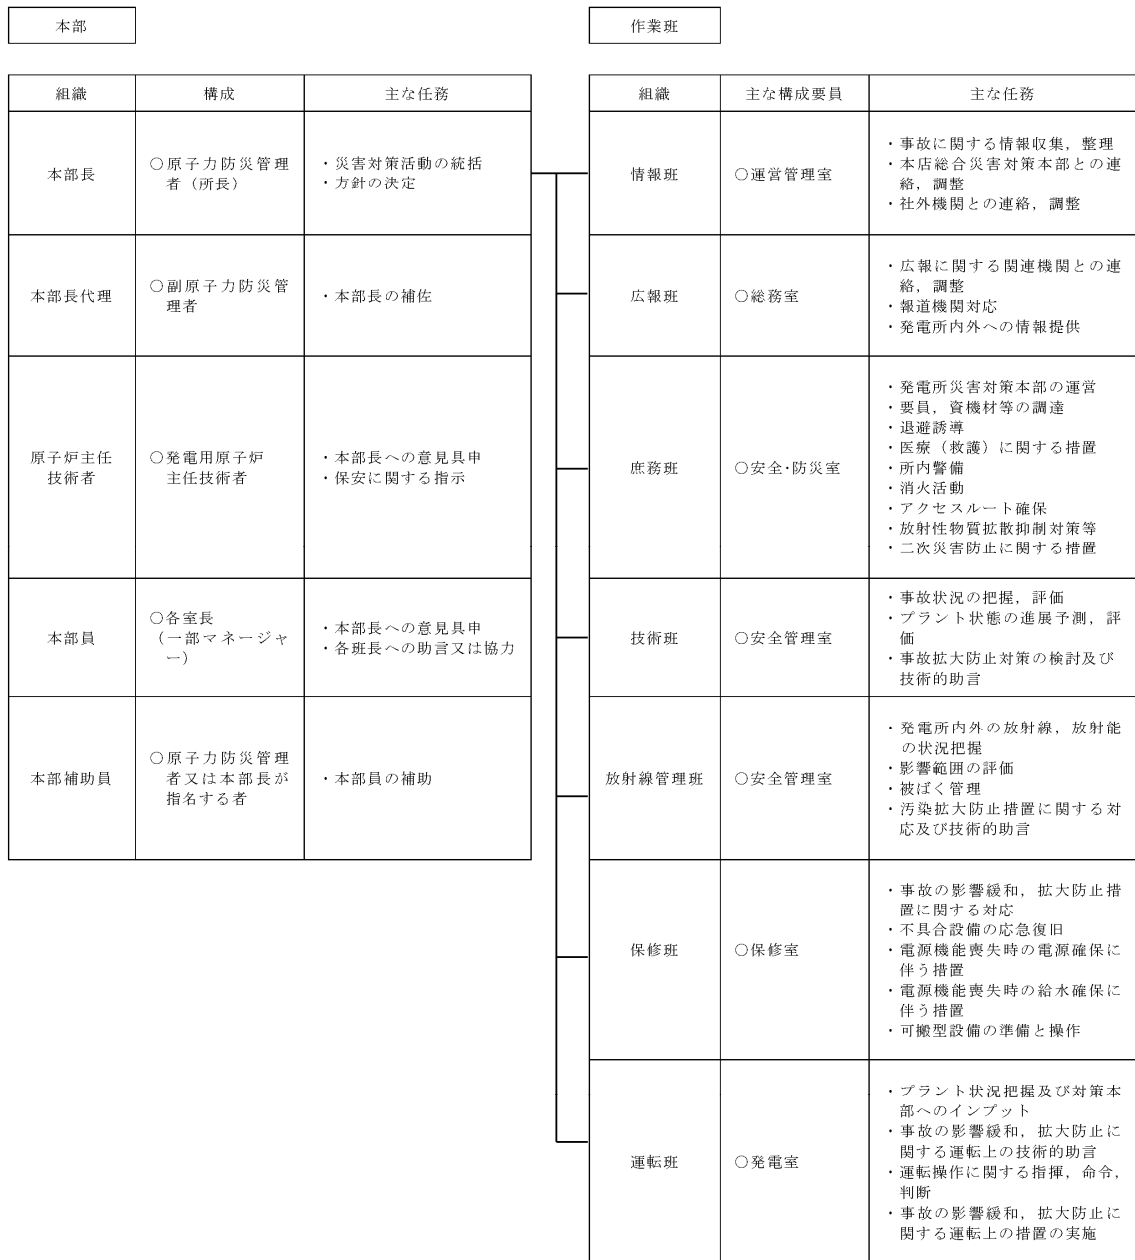 本部
組織
構成
主な任務
本部長
○原子力防災管理
者（所長）
・災害対策活動の統括
・方針の決定
本部長代理
○副原子力防災管
理者
・本部長の補佐
原子炉主任
技術者
○発電用原子炉
主任技術者
・本部長への意見具申
・保安に関する指示
本部員
○各室長
（一部マネージャ
ー）
・本部長への意見具申
・各班長への助言又は協力
本部補助員
○原子力防災管理
者又は本部長が
指名する者
・本部員の補助
作業班
組織
主な構成要員
主な任務
情報班
○運営管理室
・事故に関する情報収集，整理
・本店総合災害対策本部との連
絡，調整
・社外機関との連絡，調整
広報班
○総務室
・広報に関する関連機関との連
絡，調整
・報道機関対応
・発電所内外への情報提供
庶務班
○安全・防災室
・発電所災害対策本部の運営
・要員，資機材等の調達
・退避誘導
・医療（救護）に関する措置
・所内警備
・消火活動
・アクセスルート確保
・放射性物質拡散抑制対策等
・二次災害防止に関する措置
技術班
○安全管理室
・事故状況の把握，評価
・プラント状態の進展予測，評
価
・事故拡大防止対策の検討及び
技術的助言
放射線管理班
○安全管理室
・発電所内外の放射線，放射能
の状況把握
・影響範囲の評価
・被ばく管理
・汚染拡大防止措置に関する対
応及び技術的助言
保修班
○保修室
・事故の影響緩和，拡大防止措
置に関する対応
・不具合設備の応急復旧
・電源機能喪失時の電源確保に
伴う措置
・電源機能喪失時の給水確保に
伴う措置
・可搬型設備の準備と操作
運転班
○発電室
・プラント状況把握及び対策本
部へのインプット
・事故の影響緩和，拡大防止に
関する運転上の技術的助言
・運転操作に関する指揮，命令，
判断
・事故の影響緩和，拡大防止に
関する運転上の措置の実施